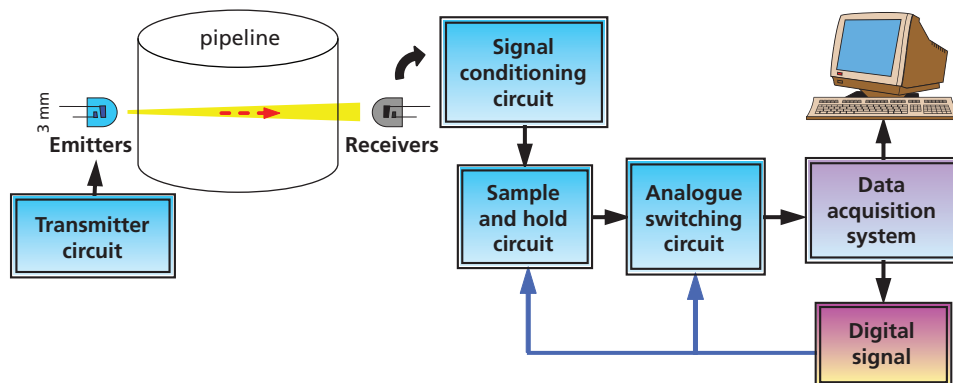 pipeline
3 mm
Emitters
Receivers
Transmitter
circuit
Signal
conditioning
circuit
Sample
and hold
circuit
Analogue
switching
circuit
Data
acquisition
system
Digital
signal